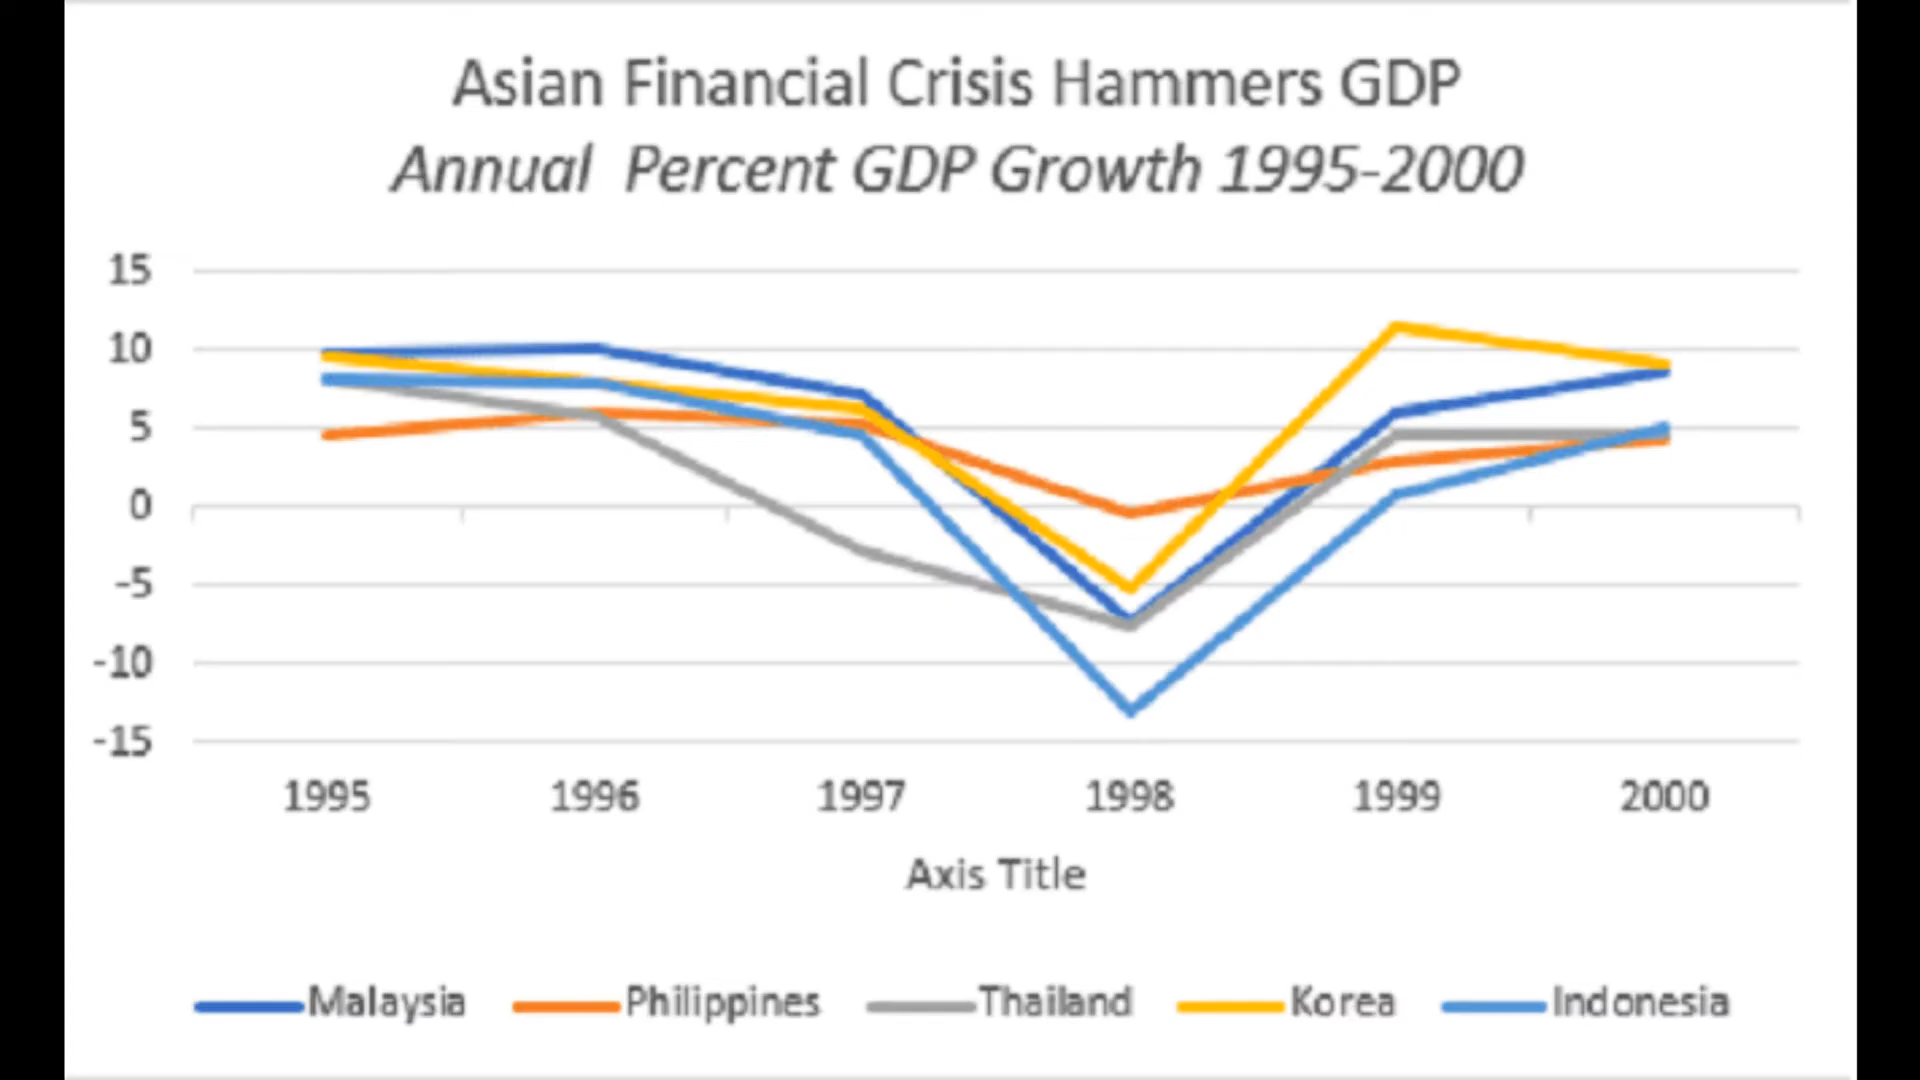 Asian Financial Crisis Hammers GDP
Annual Percent GDP Growth 1995-2000
15
10
5
0
-5
-10
-15
1995 1996 1997 1998 1999 2000
Axis Title
Malaysia Philippines Thailand Korea Indonesia